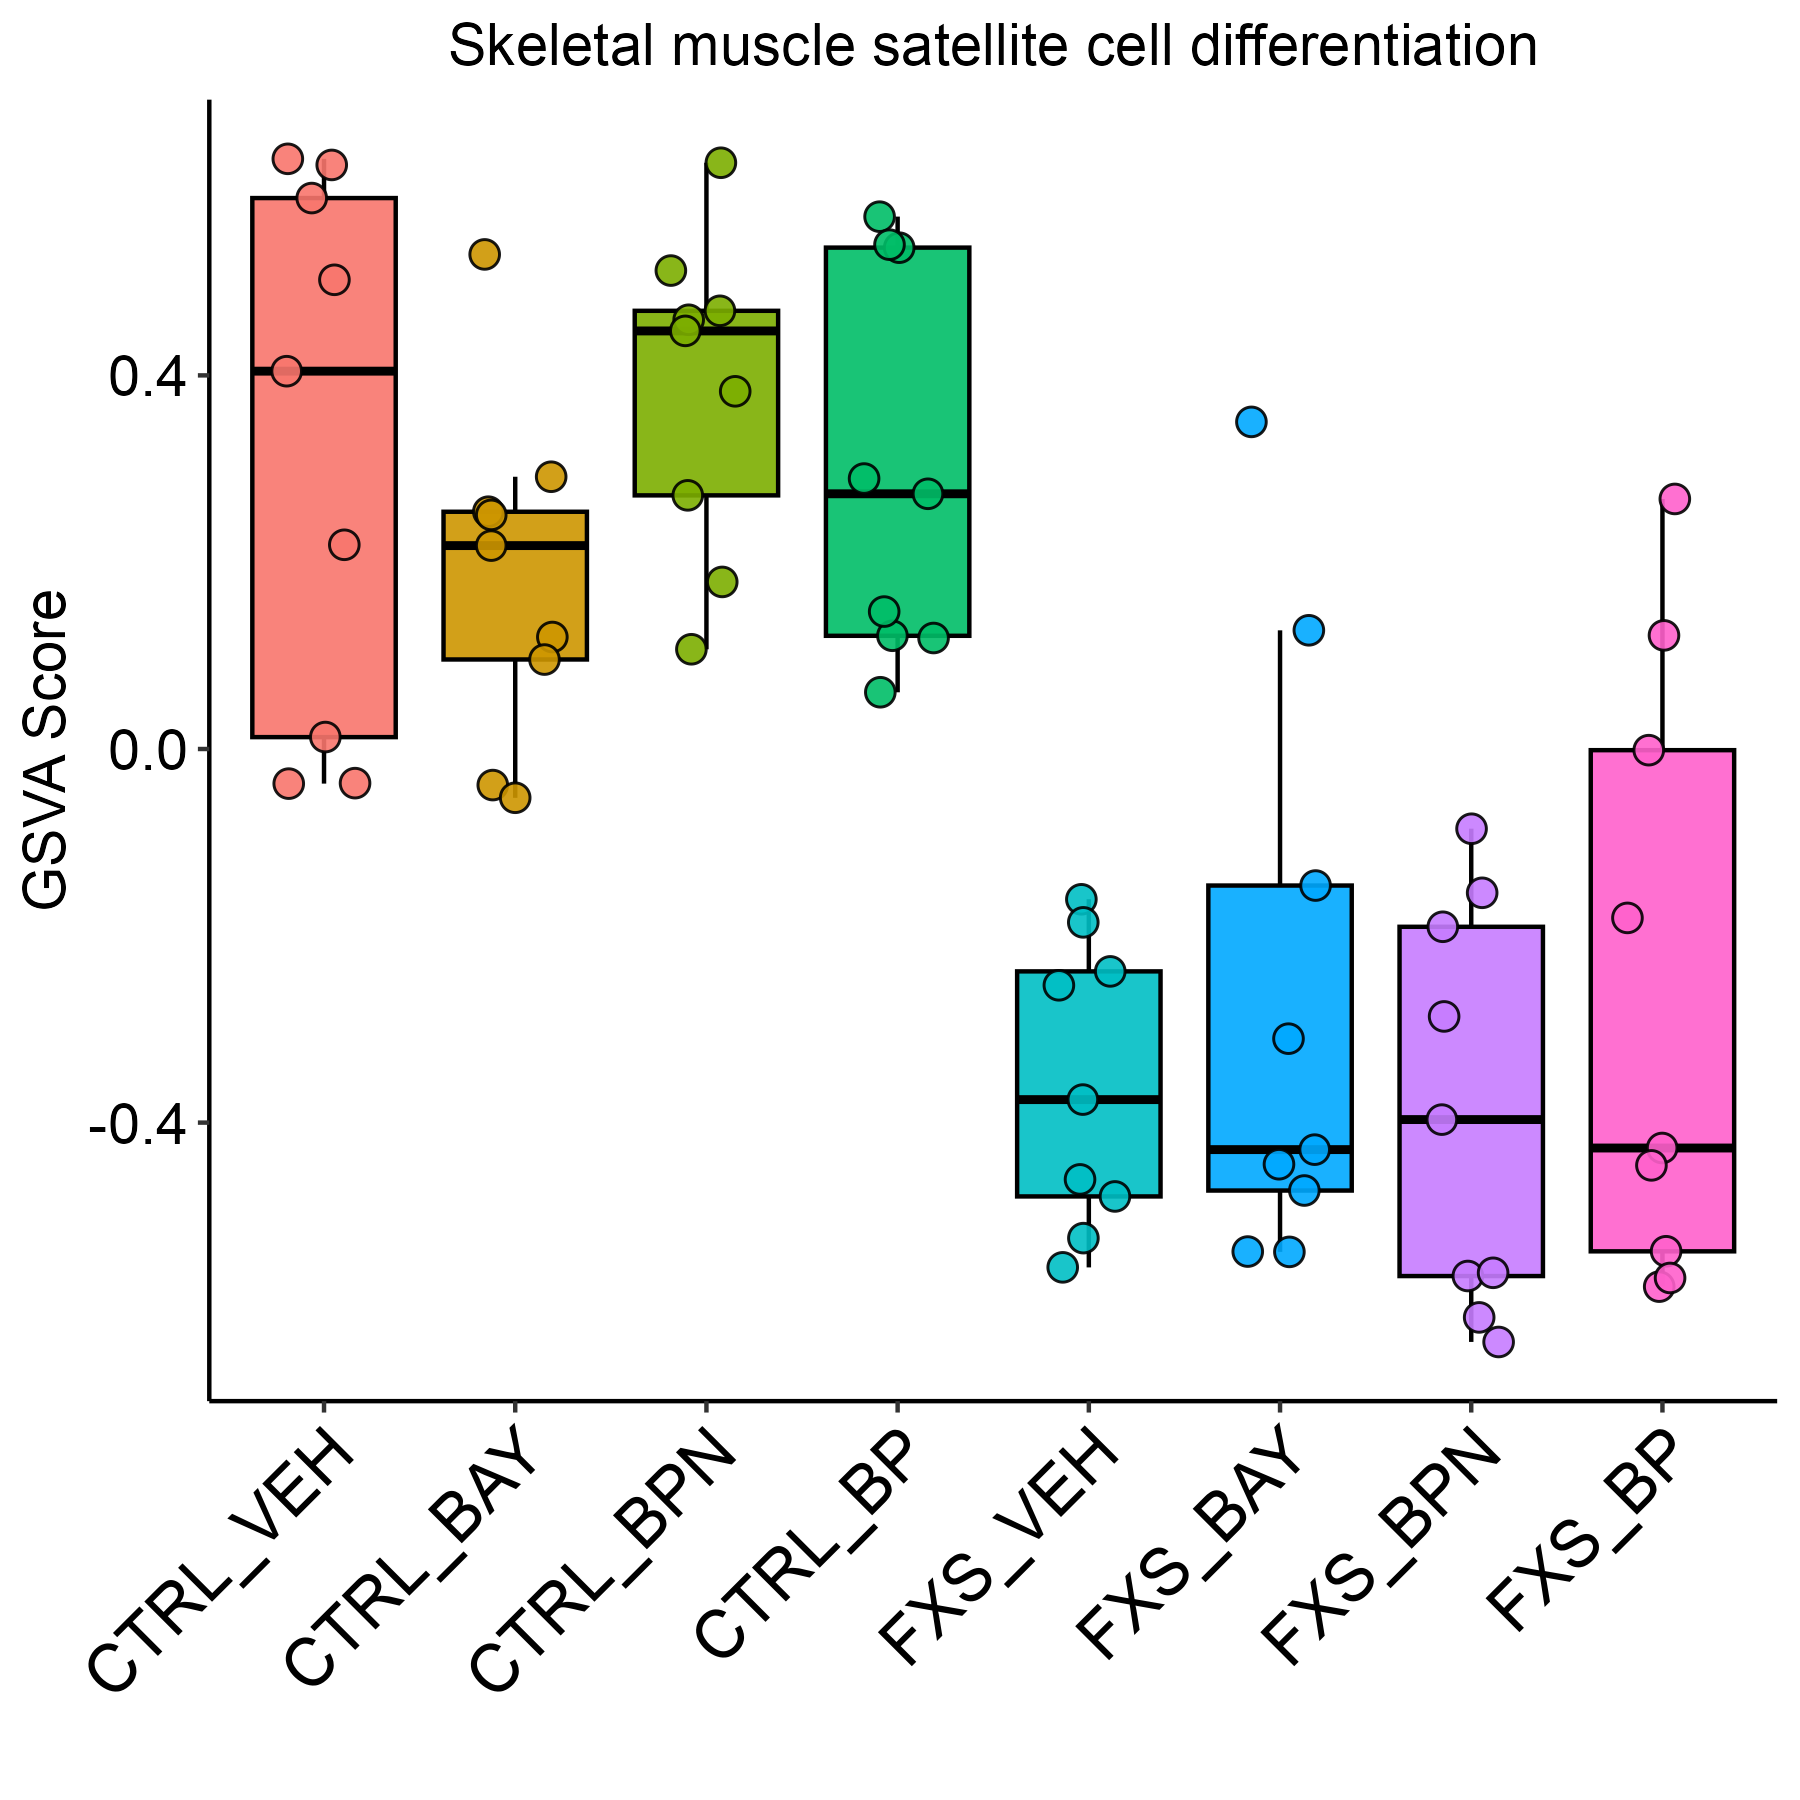 Skeletal muscle satellite cell differentiation
GSVA Score
0.4
0.0
-0.4
CTRL_VEH
CTRL_BAY
CTRL_BPN
CTRL_BP
FXS_VEH
FXS_BAY
FXS_BPN
FXS_BP